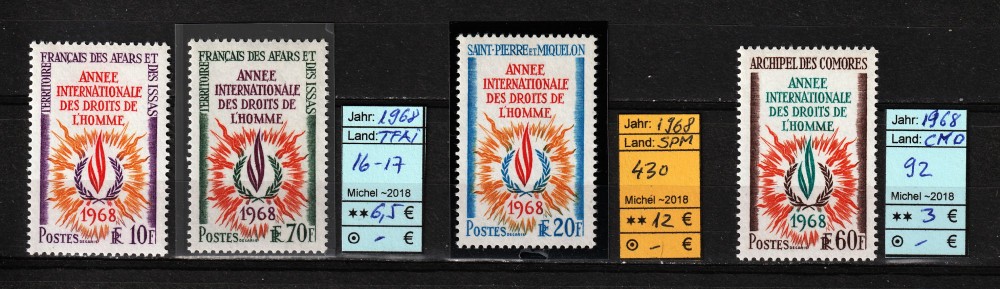 TERRITOIRE FRANÇAIS DES AFARS ET DES ISSAS
ANNÉE
INTERNATIONALE
DES DROITS DE
L'HOMME
1968
POSTES RF 10F
TERRITOIRE FRANÇAIS DES AFARS ET DES ISSAS
ANNÉE
INTERNATIONALE
DES DROITS DE
L'HOMME
1968
POSTES RF 70F
Jahr: 1968
Land: TFAI
16-17
Michel ~2018
** 6,5 €
- €
SAINT-PIERRE ET MIQUELON
ANNÉE
INTERNATIONALE
DES DROITS DE
L'HOMME
1968
POSTES RF 20F
Jahr: 1968
Land: SPM
430
Michel ~2018
** 12 €
- €
ARCHIPEL DES COMORES
ANNÉE
INTERNATIONALE
DES DROITS DE
L'HOMME
1968
POSTES RF 60F
Jahr: 1968
Land: CMO
92
Michel ~2018
** 3 €
- €